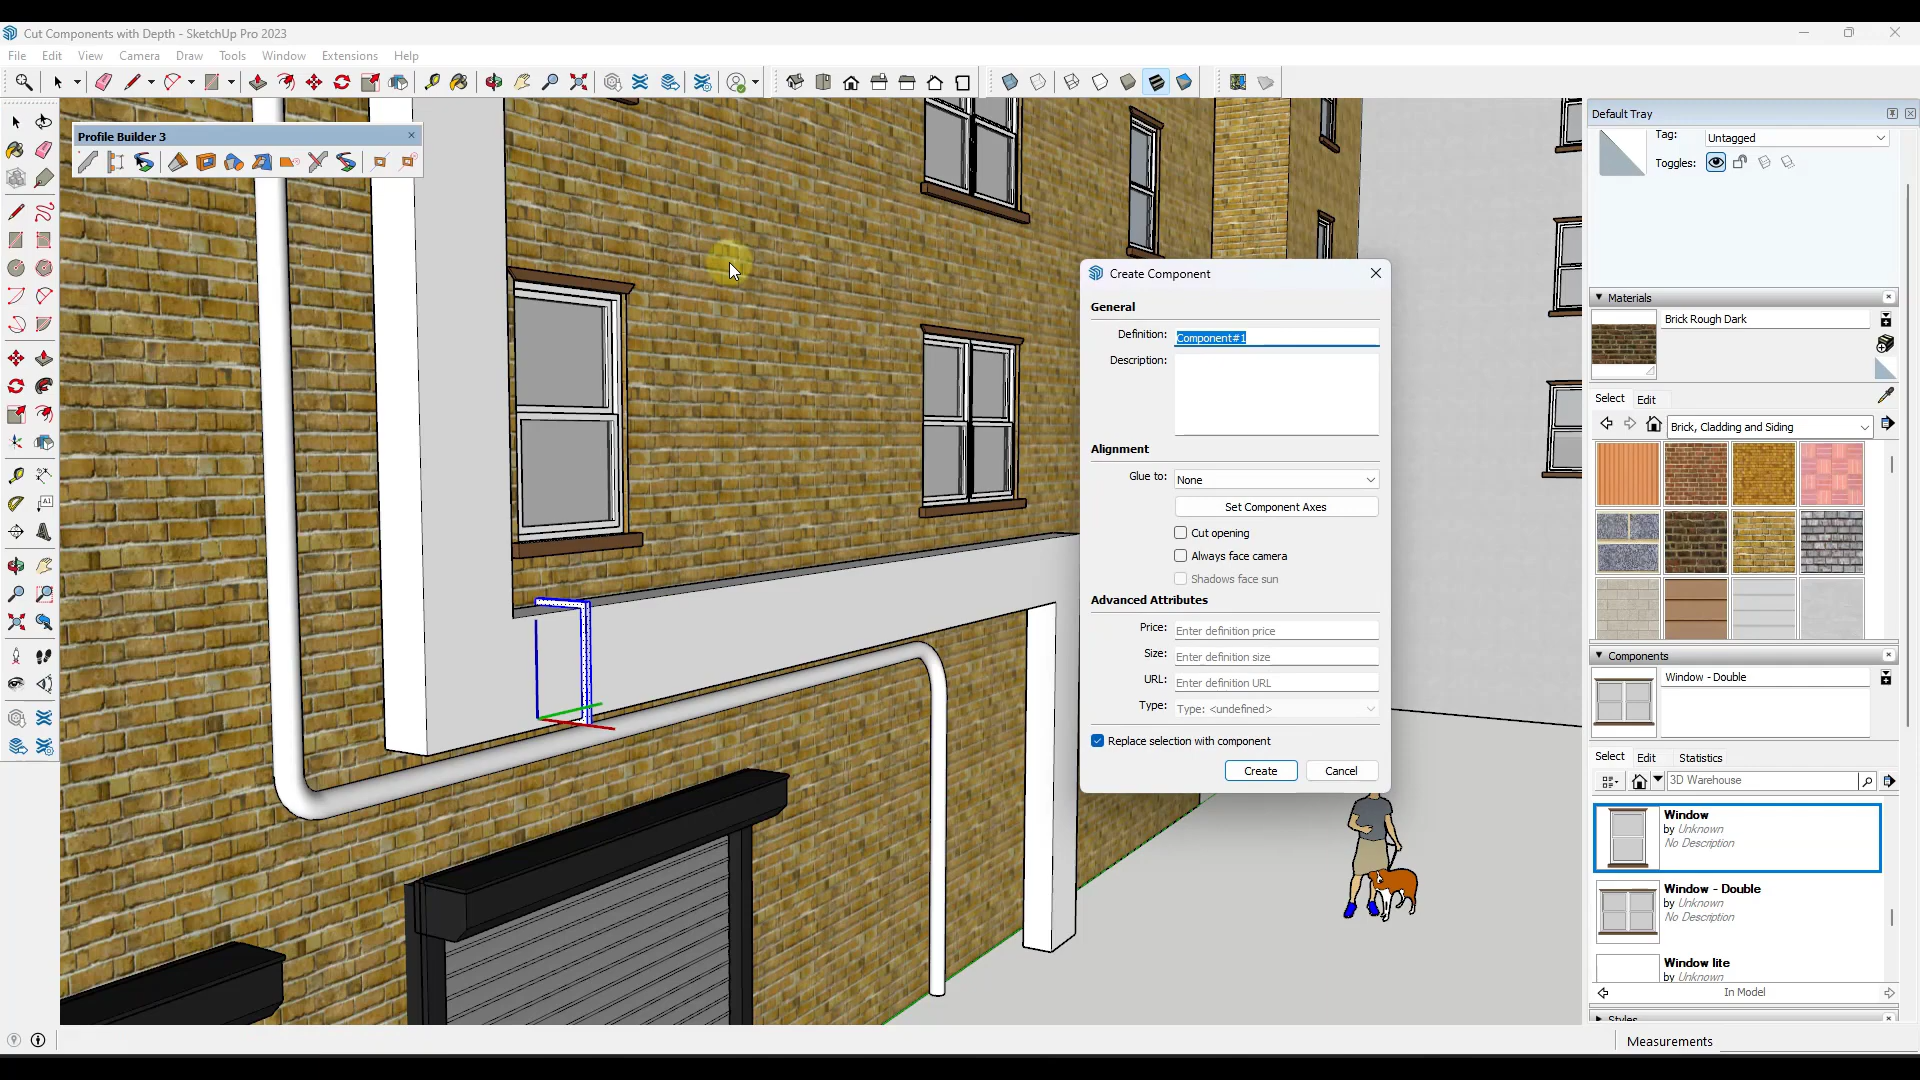 Cut Components with Depth - SketchUp Pro 2023
File Edit View Camera Draw Tools Window Extensions Help
Profile Builder 3
A1
Create Component
General
Definition: Component#1
Description:
Alignment
Glue to: None
Set Component Axes
Cut opening
Always face camera
Shadows face sun
Advanced Attributes
Price: Enter definition price
Size: Enter definition size
URL: Enter definition URL
Type: Type: <undefined>
Replace selection with component
Create Cancel
Default Tray
Tag: Untagged
Toggles:
Materials
Brick Rough Dark
Select Edit
Brick, Cladding and Siding
Components
Window - Double
Select Edit Statistics
3D Warehouse
Window
by Unknown
No Description
Window - Double
by Unknown
No Description
Window lite
by Unknown
In Model
Styles
Measurements